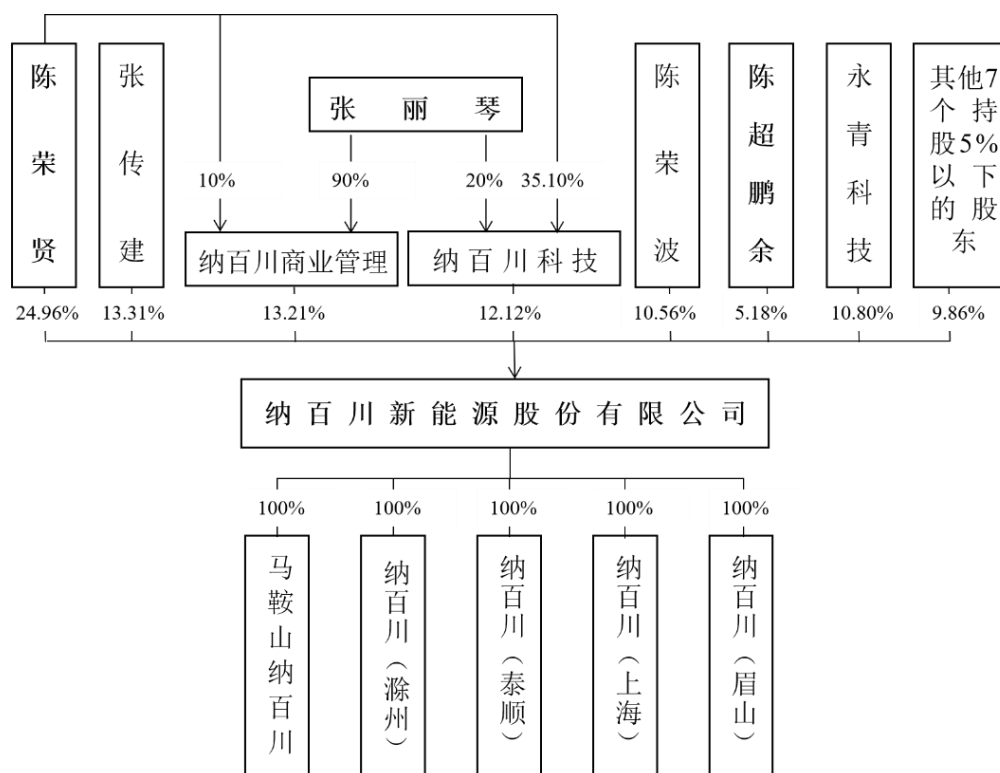 陈荣贤
张传建
张丽琴
陈荣波
陈超鹏余
永青科技
其他7
个持
股5%
以下
的股
东
10%
90%
20%
35.10%
纳百川商业管理
纳百川科技
24.96%
13.31%
13.21%
12.12%
10.56%
5.18%
10.80%
9.86%
纳百川新能源股份有限公司
100%
100%
100%
100%
100%
马鞍山纳百川
纳百川（滁州）
纳百川（泰顺）
纳百川（上海）
纳百川（眉山）